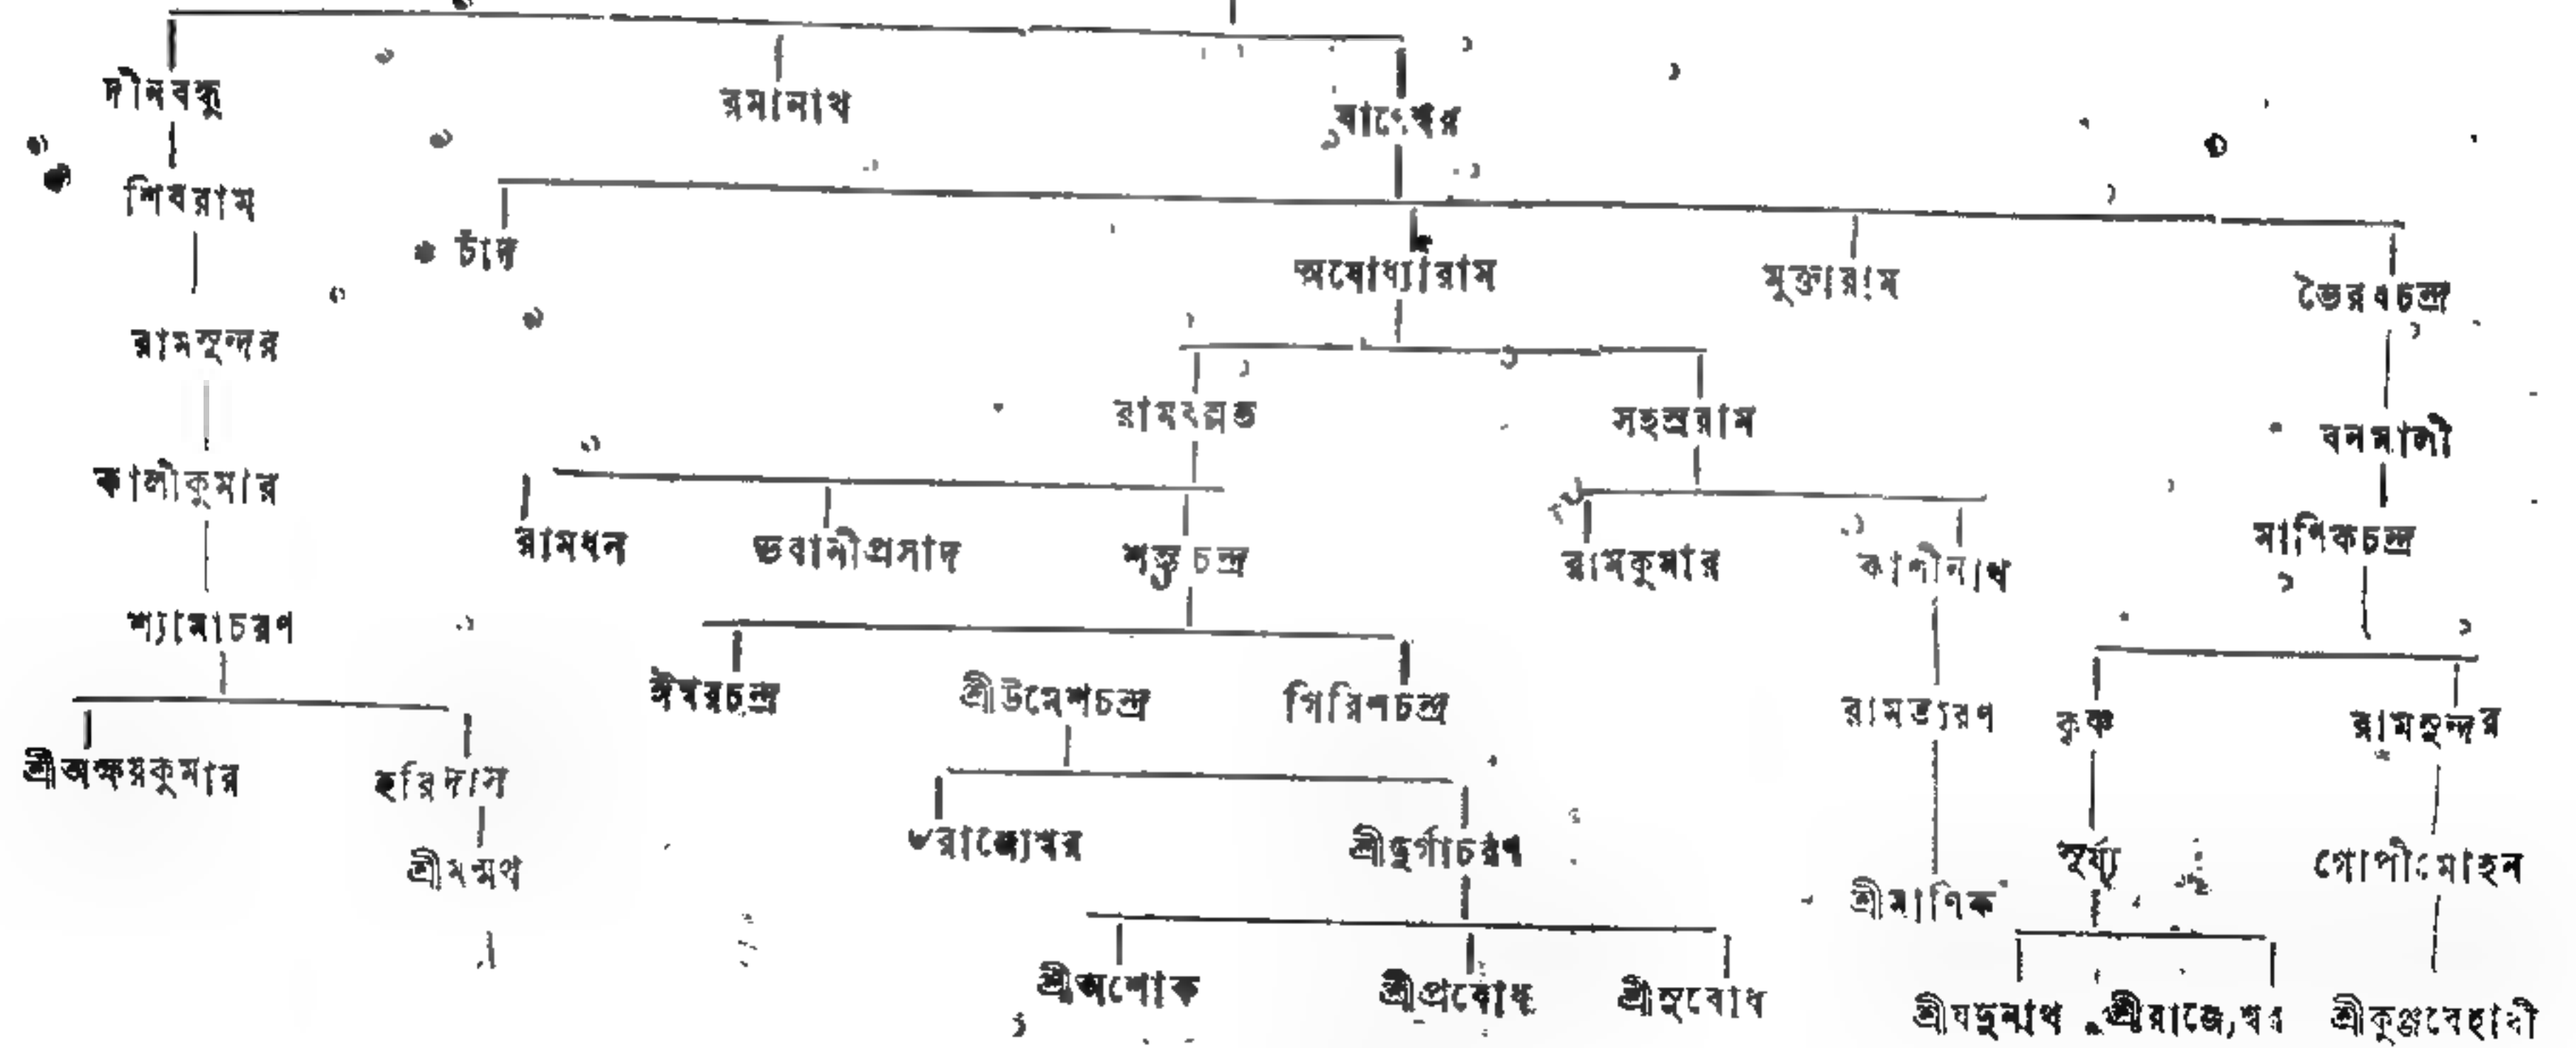 দীনবন্ধু রমানাথ
শিবরাম
চাঁদ অযোধ্যারাম মুক্তারাম ভৈরবচন্দ্র
রামসুন্দর
রামবল্লভ সহস্ররাম বনমালী
কালীকুমার
রামধন ভবানীপ্রসাদ শম্ভুচন্দ্র রামকুমার কাশীনাথ মাণিকচন্দ্র
শ্যামাচরণ
ঈশ্বরচন্দ্র শ্রীউমেশচন্দ্র গিরিশচন্দ্র রামতারণ কৃষ্ণ রামসুন্দর
শ্রীঅক্ষয়কুমার হরিদাস
৺রাজ্যেশ্বর শ্রীদুর্গাচরণ সূর্য্য গোপীমোহন
শ্রীমন্মথ শ্রীমাণিক
শ্রীঅশোক শ্রীপ্রবোধ শ্রীসুবোধ শ্রীযদুনাথ শ্রীরাজ্যেশ্বর শ্রীকুঞ্জবেহারী